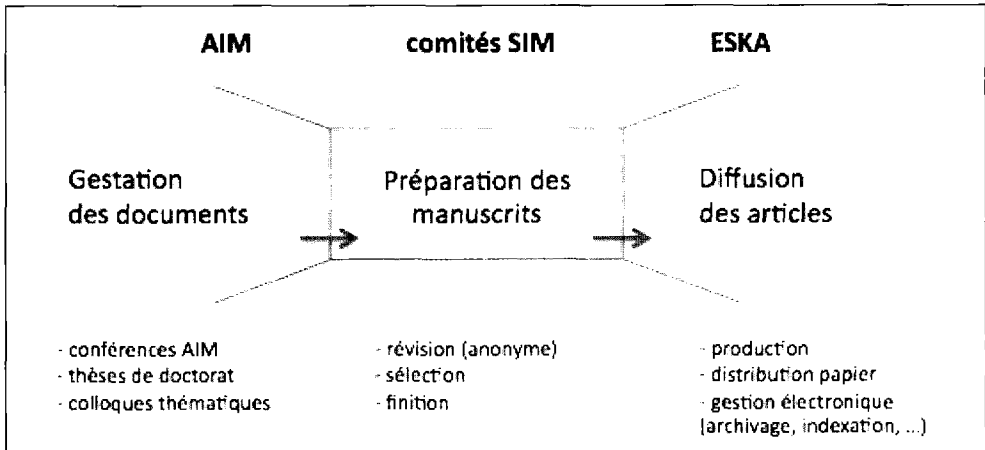 AIM
comités SIM
ESKA
Gestation
des documents
Préparation des
manuscrits
Diffusion
des articles
- conférences AIM
- thèses de doctorat
- colloques thématiques
- révision (anonyme)
- sélection
- finition
- production
- distribution papier
- gestion électronique
(archivage, indexation, ...)